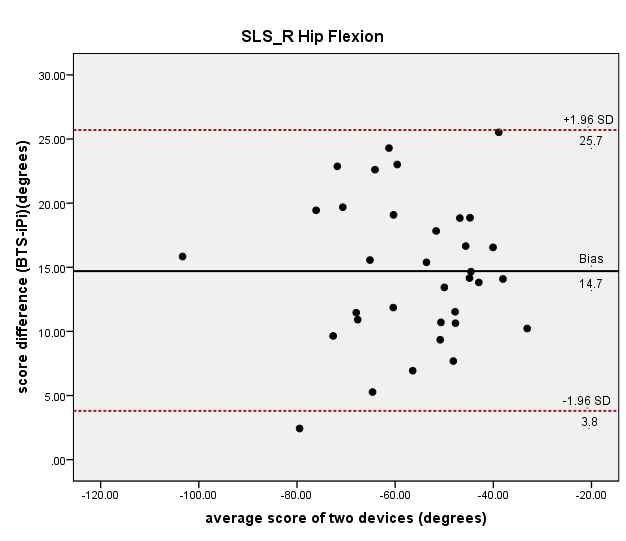 SLS_R Hip Flexion
score difference (BTS-iPi)(degrees)
30.00
25.00
20.00
15.00
10.00
5.00
.00
+1.96 SD
25.7
Bias
14.7
-1.96 SD
3.8
-120.00 -100.00 -80.00 -60.00 -40.00 -20.00
average score of two devices (degrees)